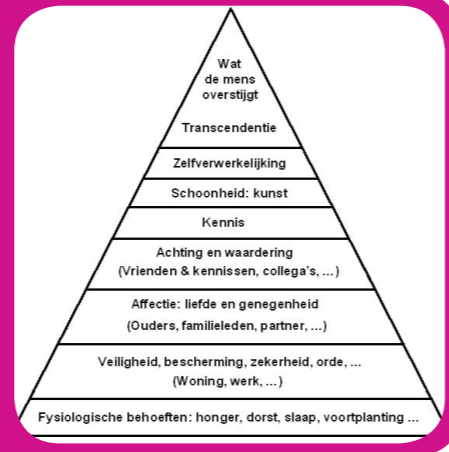 Wat
de mens
overstijgt
Transcendentie
Zelfverwerkelijking
Schoonheid: kunst
Kennis
Achting en waardering
(Vrienden & kennissen, collega's, ...)
Affectie: liefde en genegenheid
(Ouders, familieleden, partner, ...)
Veiligheid, bescherming, zekerheid, orde, ...
(Woning, werk, ...)
Fysiologische behoeften: honger, dorst, slaap, voortplanting ...